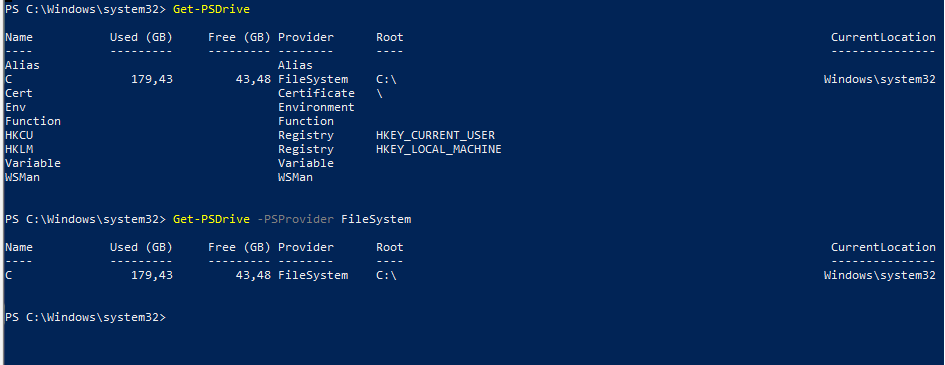 PS C:\Windows\system32> Get-PSDrive
Name Used (GB) Free (GB) Provider Root CurrentLocation
---- --------- --------- -------- ---- ---------------
Alias Alias
C 179,43 43,48 FileSystem C:\ Windows\system32
Cert Certificate \
Env Environment
Function Function
HKCU Registry HKEY_CURRENT_USER
HKLM Registry HKEY_LOCAL_MACHINE
Variable Variable
WSMan WSMan
PS C:\Windows\system32> Get-PSDrive -PSProvider FileSystem
Name Used (GB) Free (GB) Provider Root CurrentLocation
---- --------- --------- -------- ---- ---------------
C 179,43 43,48 FileSystem C:\ Windows\system32
PS C:\Windows\system32>